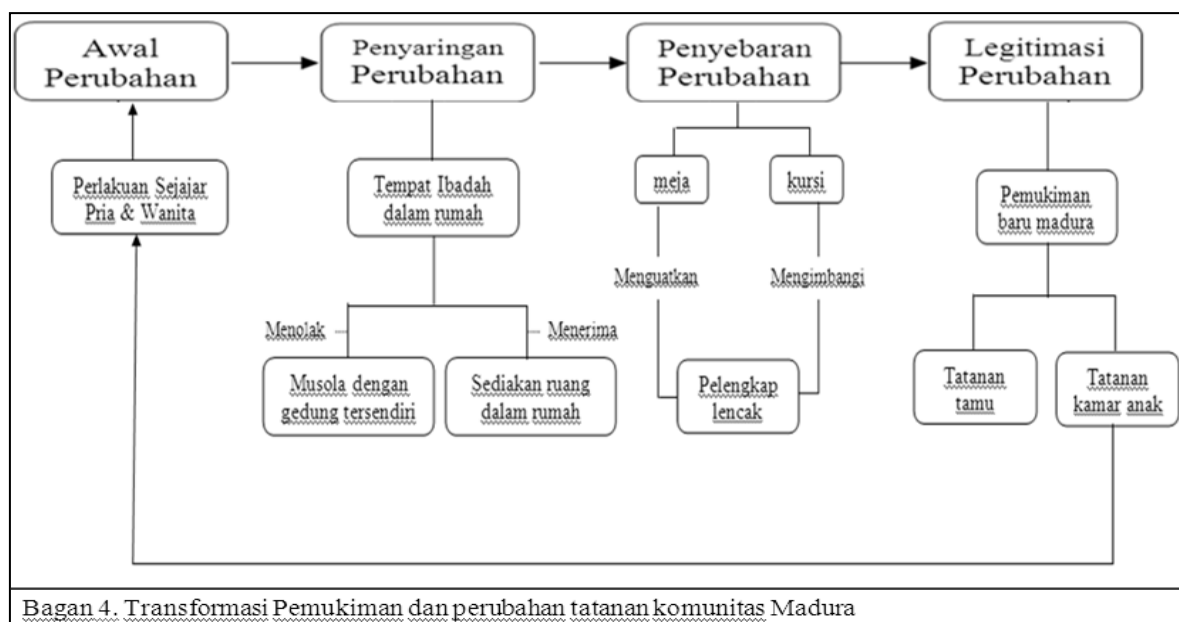 Awal
Perubahan
Penyaringan
Perubahan
Penyebaran
Perubahan
Legitimasi
Perubahan
Perlakuan Sejajar
Pria & Wanita
Tempat Ibadah
dalam rumah
meja
kursi
Pemukiman
baru madura
Menguatkan
Mengimbangi
Menolak
Menerima
Musola dengan
gedung tersendiri
Sediakan ruang
dalam rumah
Pelengkap
lencak
Tatanan
tamu
Tatanan
kamar anak
Bagan 4. Transformasi Pemukiman dan perubahan tatanan komunitas Madura